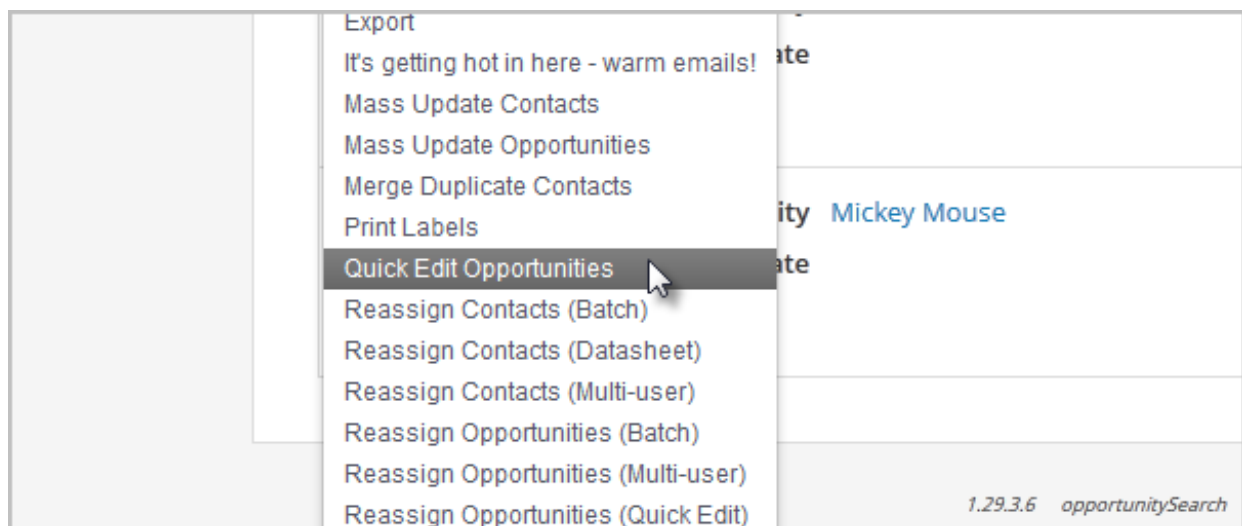 Export
It's getting hot in here - warm emails!
ate
Mass Update Contacts
Mass Update Opportunities
Merge Duplicate Contacts
ity Mickey Mouse
Print Labels
Quick Edit Opportunities
ate
Reassign Contacts (Batch)
Reassign Contacts (Datasheet)
Reassign Contacts (Multi-user)
Reassign Opportunities (Batch)
Reassign Opportunities (Multi-user)
Reassign Opportunities (Quick Edit)
1.29.3.6 opportunitySearch